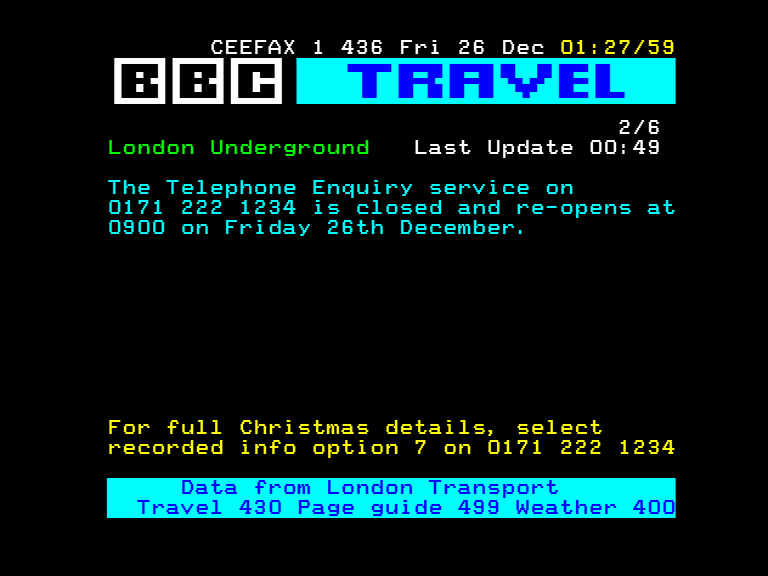 CEEFAX 1 436 Fri 26 Dec 01:27/59
BBC TRAVEL
2/6
London Underground Last Update 00:49
The Telephone Enquiry service on
0171 222 1234 is closed and re-opens at
0900 on Friday 26th December.
For full Christmas details, select
recorded info option 7 on 0171 222 1234
Data from London Transport
Travel 430 Page guide 499 Weather 400